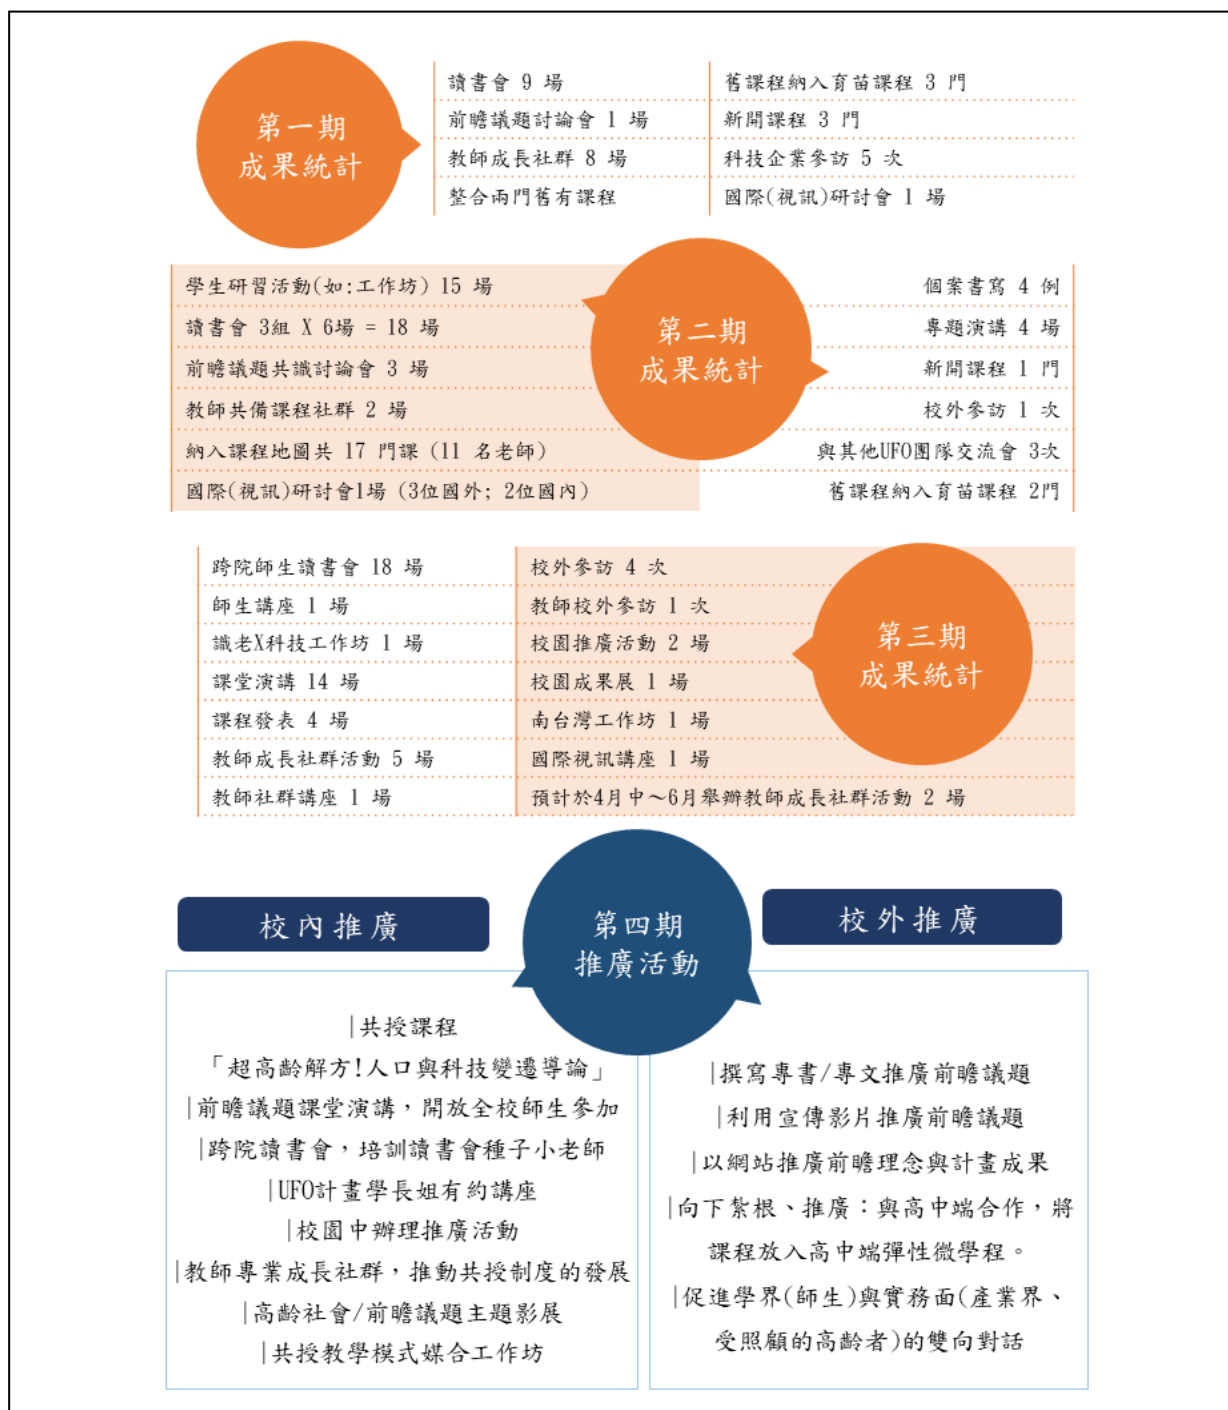 第一期
成果統計
讀書會 9 場
前瞻議題討論會 1 場
教師成長社群 8 場
整合兩門舊有課程
舊課程納入育苗課程 3 門
新開課程 3 門
科技企業參訪 5 次
國際(視訊)研討會 1 場
第二期
成果統計
學生研習活動(如:工作坊) 15 場
讀書會 3組 X 6場 = 18 場
前瞻議題共識討論會 3 場
教師共備課程社群 2 場
納入課程地圖共 17 門課 (11 名老師)
國際(視訊)研討會1場 (3位國外; 2位國內)
個案書寫 4 例
專題演講 4 場
新開課程 1 門
校外參訪 1 次
與其他UFO團隊交流會 3次
舊課程納入育苗課程 2門
第三期
成果統計
跨院師生讀書會 18 場
師生講座 1 場
識老X科技工作坊 1 場
課堂演講 14 場
課程發表 4 場
教師成長社群活動 5 場
教師社群講座 1 場
校外參訪 4 次
教師校外參訪 1 次
校園推廣活動 2 場
校園成果展 1 場
南台灣工作坊 1 場
國際視訊講座 1 場
預計於4月中～6月舉辦教師成長社群活動 2 場
第四期
推廣活動
校內推廣
|共授課程
「超高齡解方!人口與科技變遷導論」
|前瞻議題課堂演講，開放全校師生參加
|跨院讀書會，培訓讀書會種子小老師
|UFO計畫學長姐有約講座
|校園中辦理推廣活動
|教師專業成長社群，推動共授制度的發展
|高齡社會/前瞻議題主題影展
|共授教學模式媒合工作坊
校外推廣
|撰寫專書/專文推廣前瞻議題
|利用宣傳影片推廣前瞻議題
|以網站推廣前瞻理念與計畫成果
|向下紮根、推廣：與高中端合作，將
課程放入高中端彈性微學程。
|促進學界(師生)與實務面(產業界、
受照顧的高齡者)的雙向對話